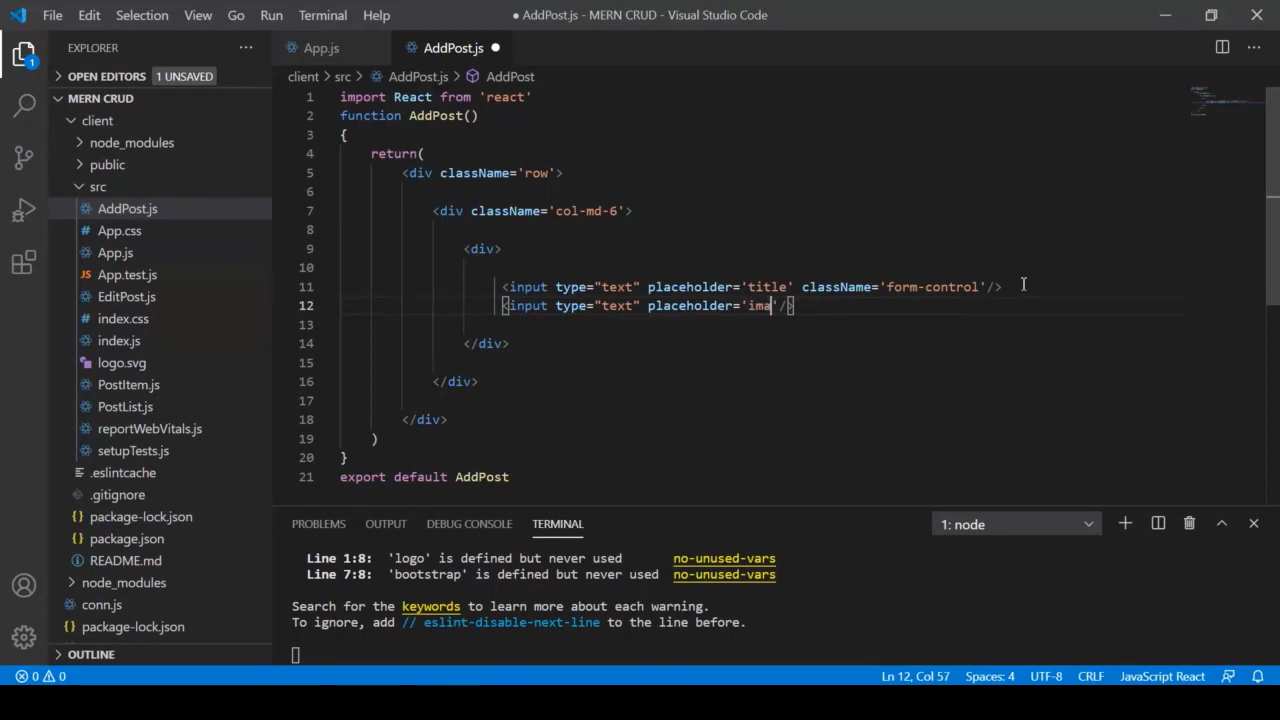 File Edit Selection View Go Run Terminal Help
● AddPost.js - MERN CRUD - Visual Studio Code
EXPLORER
OPEN EDITORS 1 UNSAVED
MERN CRUD
client
node_modules
public
src
AddPost.js
App.css
App.js
App.test.js
EditPost.js
index.css
index.js
logo.svg
PostItem.js
PostList.js
reportWebVitals.js
setupTests.js
.eslintcache
.gitignore
package-lock.json
package.json
README.md
node_modules
conn.js
package-lock.json
OUTLINE
1
App.js AddPost.js ●
client > src > AddPost.js > AddPost
1 import React from 'react'
2 function AddPost()
3 {
4 return(
5 <div className='row'>
6
7 <div className='col-md-6'>
8
9 <div>
10
11 <input type="text" placeholder='title' className='form-control'/>
12 <input type="text" placeholder='ima'/>
13
14 </div>
15
16 </div>
17
18 </div>
19 )
20 }
21 export default AddPost
PROBLEMS OUTPUT DEBUG CONSOLE TERMINAL 1: node
Line 1:8: 'logo' is defined but never used no-unused-vars
Line 7:8: 'bootstrap' is defined but never used no-unused-vars
Search for the keywords to learn more about each warning.
To ignore, add // eslint-disable-next-line to the line before.
0 0 Ln 12, Col 57 Spaces: 4 UTF-8 CRLF JavaScript React